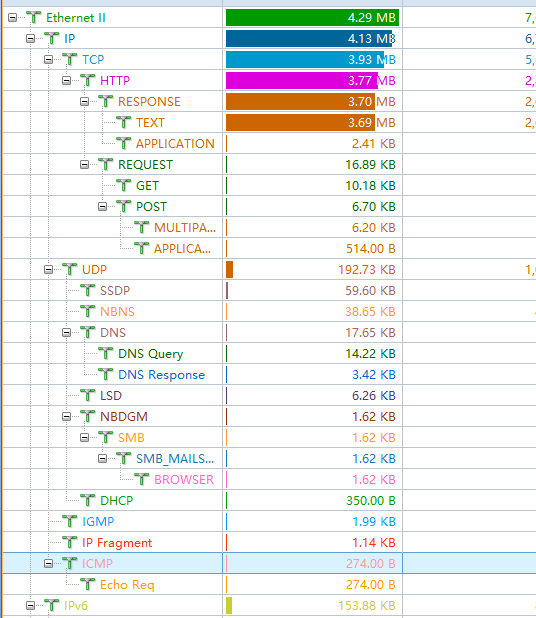 Ethernet II 4.29 MB 7,
IP 4.13 MB 6,
TCP 3.93 MB 5,
HTTP 3.77 MB 2,
RESPONSE 3.70 MB 2,
TEXT 3.69 MB 2,
APPLICATION 2.41 KB
REQUEST 16.89 KB
GET 10.18 KB
POST 6.70 KB
MULTIPA... 6.20 KB
APPLICA... 514.00 B
UDP 192.73 KB 1,
SSDP 59.60 KB
NBNS 38.65 KB
DNS 17.65 KB
DNS Query 14.22 KB
DNS Response 3.42 KB
LSD 6.26 KB
NBDGM 1.62 KB
SMB 1.62 KB
SMB_MAILS... 1.62 KB
BROWSER 1.62 KB
DHCP 350.00 B
IGMP 1.99 KB
IP Fragment 1.14 KB
ICMP 274.00 B
Echo Req 274.00 B
IPv6 153.88 KB